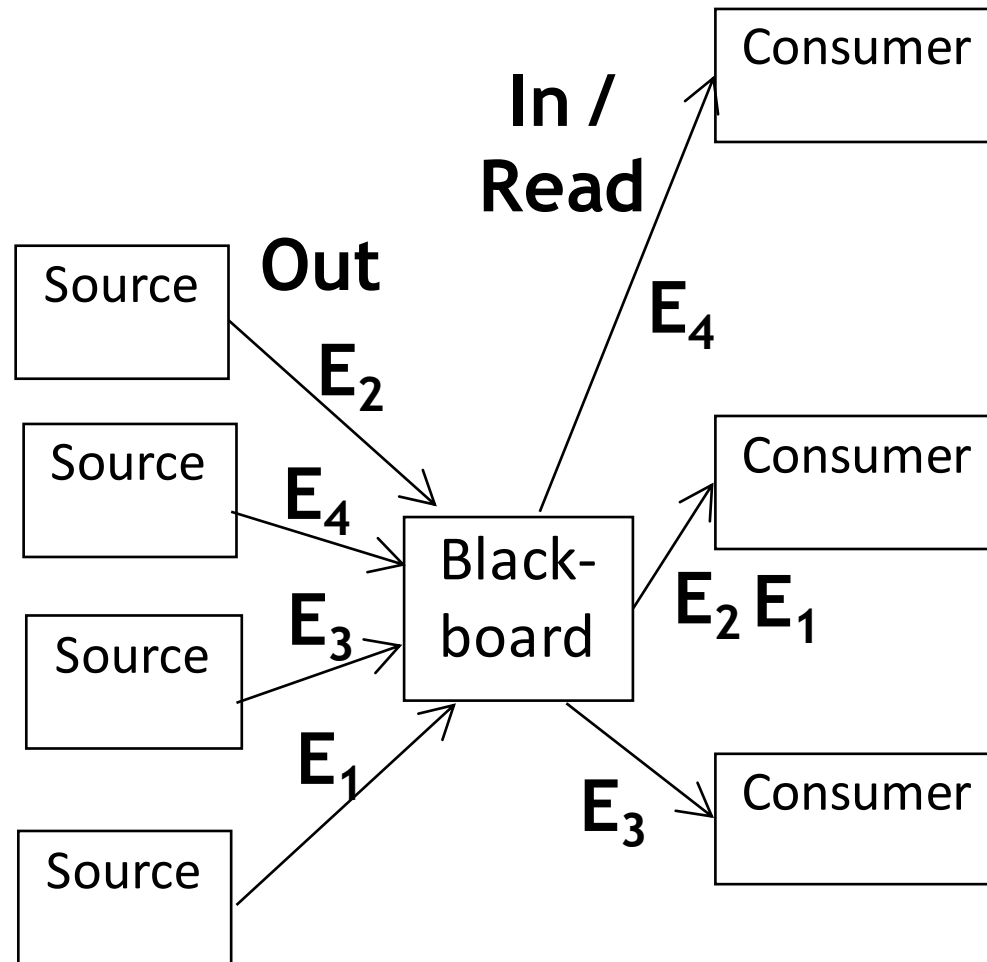 Consumer
In /
Read
Out
Source
E₄
E₂
Source
Consumer
E₄
Black-
board
E₂ E₁
E₃
Source
E₁
Consumer
E₃
Source